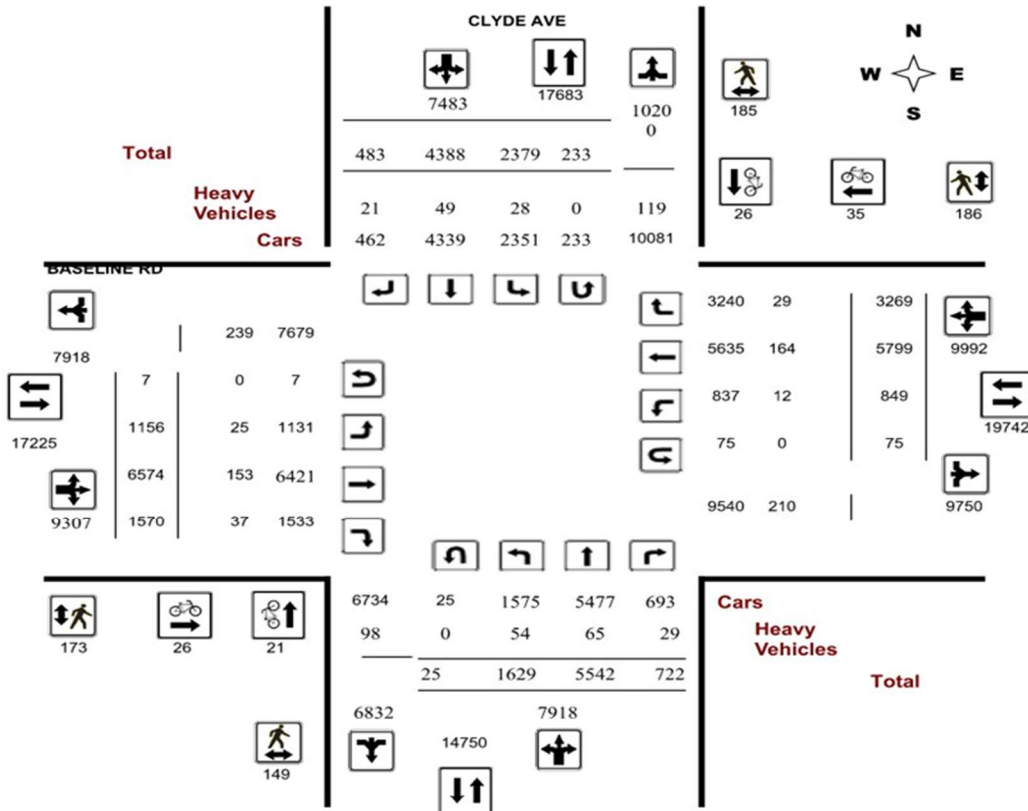 CLYDE AVE
N
W E
S
7483 17683 1020
0
185
Total 483 4388 2379 233
Heavy
Vehicles 21 49 28 0 119
Cars 462 4339 2351 233 10081
26 35 186
BASELINE RD
239 7679
7918
7 0 7
17225
1156 25 1131
6574 153 6421
9307
1570 37 1533
3240 29 3269
5635 164 5799
9992
837 12 849
19742
75 0 75
9540 210
9750
6734 25 1575 5477 693
98 0 54 65 29
25 1629 5542 722
6832 7918
14750
173 26 21
149
Cars
Heavy
Vehicles
Total